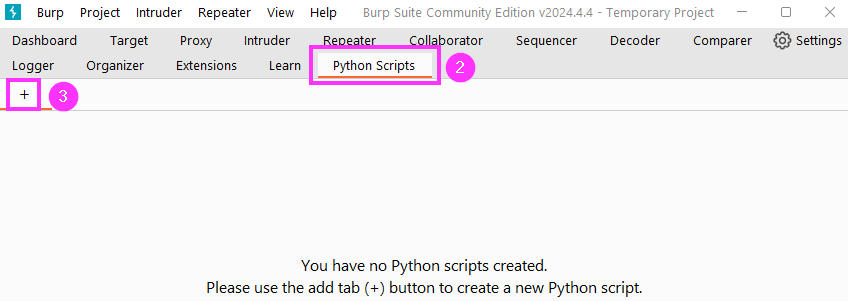 Burp Project Intruder Repeater View Help Burp Suite Community Edition v2024.4.4 - Temporary Project
Dashboard Target Proxy Intruder Repeater Collaborator Sequencer Decoder Comparer Settings
Logger Organizer Extensions Learn Python Scripts 2
+ 3
You have no Python scripts created.
Please use the add tab (+) button to create a new Python script.